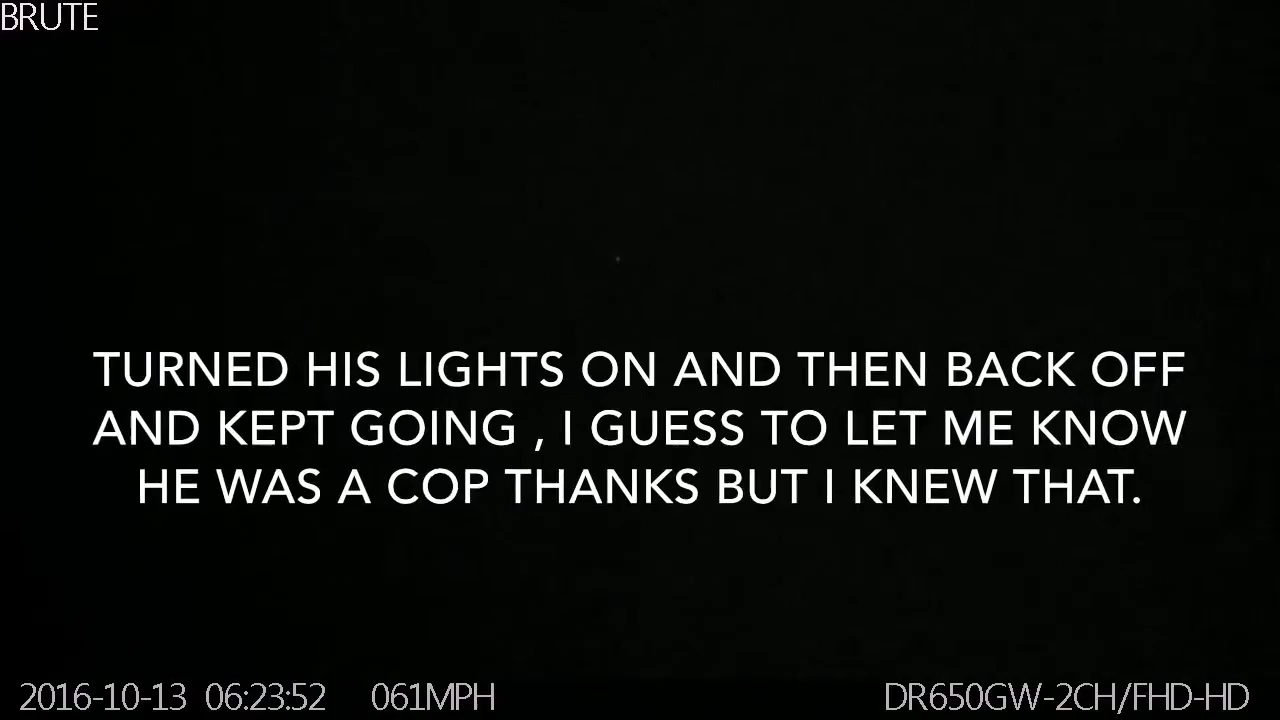 BRUTE
TURNED HIS LIGHTS ON AND THEN BACK OFF
AND KEPT GOING , I GUESS TO LET ME KNOW
HE WAS A COP THANKS BUT I KNEW THAT.
2016-10-13 06:23:52 061MPH DR650GW-2CH/FHD-HD